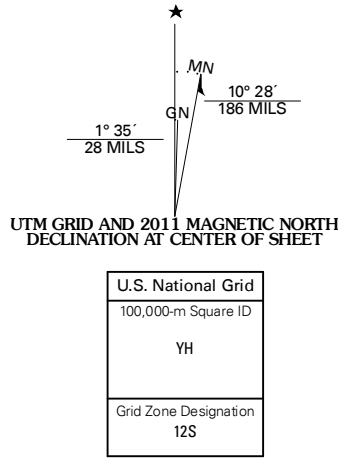 MN
GN
10° 28´
186 MILS
1° 35´
28 MILS
UTM GRID AND 2011 MAGNETIC NORTH
DECLINATION AT CENTER OF SHEET
U.S. National Grid
100,000-m Square ID
YH
Grid Zone Designation
12S